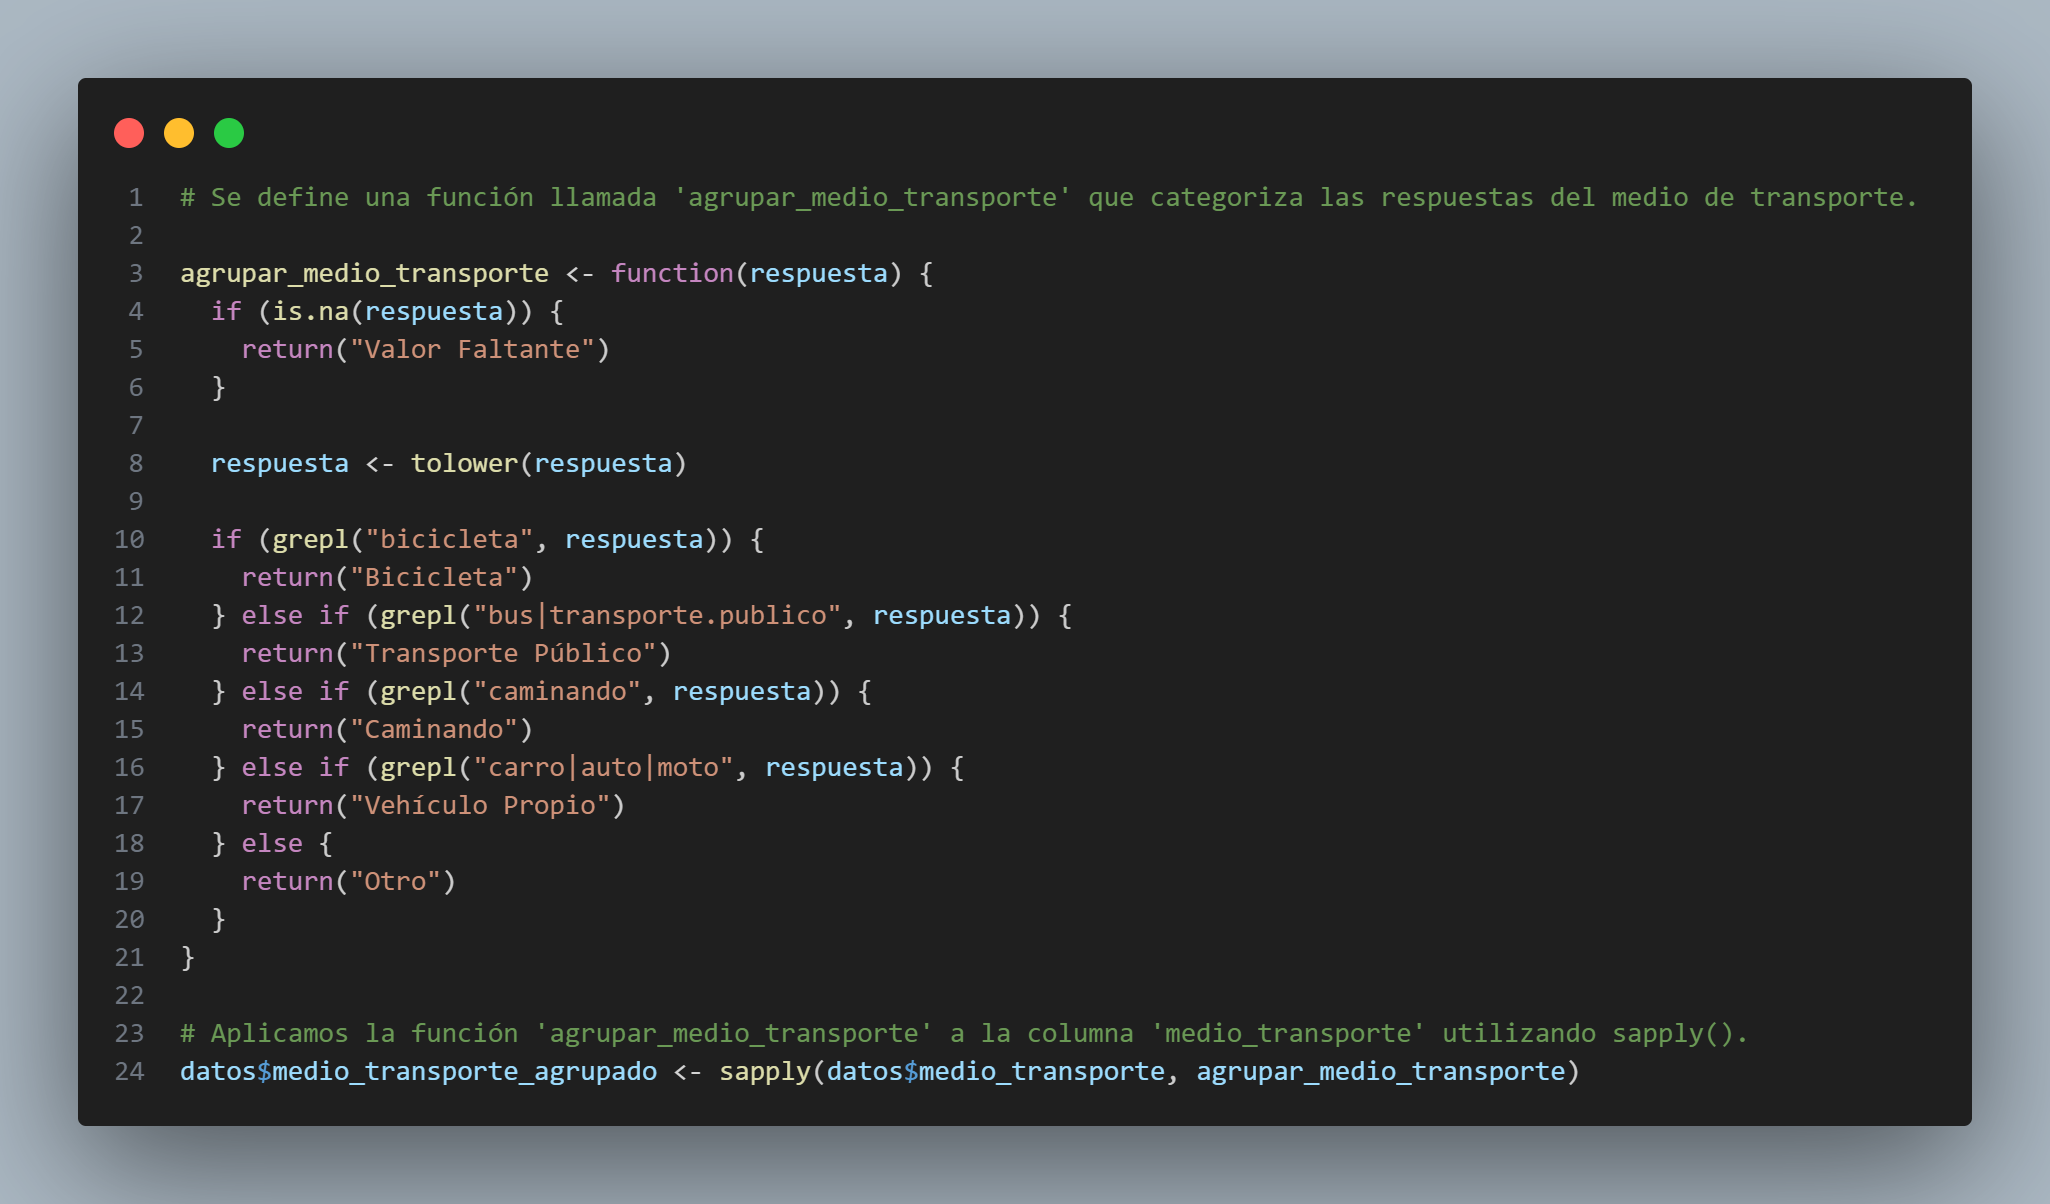 1 # Se define una función llamada 'agrupar_medio_transporte' que categoriza las respuestas del medio de transporte.
2
3 agrupar_medio_transporte <- function(respuesta) {
4   if (is.na(respuesta)) {
5     return("Valor Faltante")
6   }
7
8   respuesta <- tolower(respuesta)
9
10   if (grepl("bicicleta", respuesta)) {
11     return("Bicicleta")
12   } else if (grepl("bus|transporte.publico", respuesta)) {
13     return("Transporte Público")
14   } else if (grepl("caminando", respuesta)) {
15     return("Caminando")
16   } else if (grepl("carro|auto|moto", respuesta)) {
17     return("Vehículo Propio")
18   } else {
19     return("Otro")
20   }
21 }
22
23 # Aplicamos la función 'agrupar_medio_transporte' a la columna 'medio_transporte' utilizando sapply().
24 datos$medio_transporte_agrupado <- sapply(datos$medio_transporte, agrupar_medio_transporte)